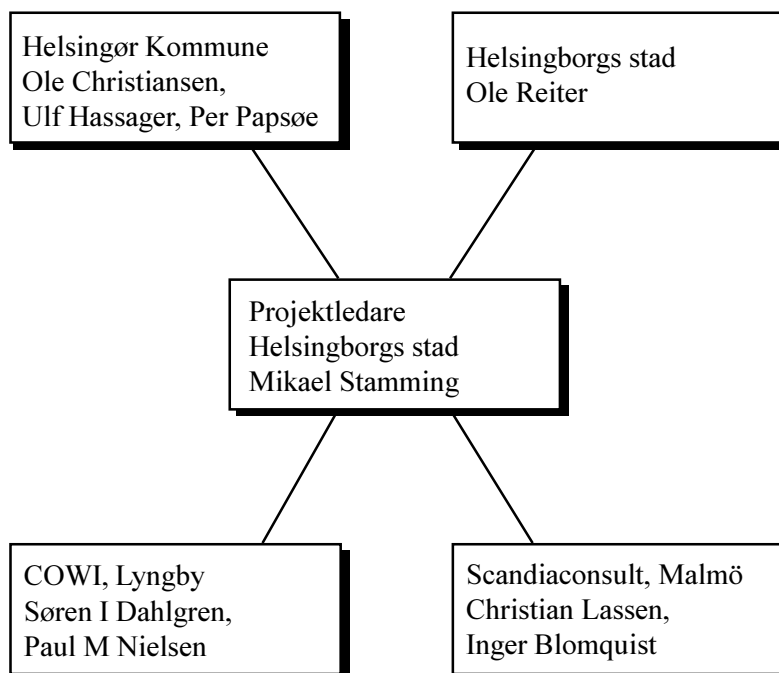 Helsingør Kommune
Ole Christiansen,
Ulf Hassager, Per Papsøe
Helsingborgs stad
Ole Reiter
Projektledare
Helsingborgs stad
Mikael Stamming
COWI, Lyngby
Søren I Dahlgren,
Paul M Nielsen
Scandiaconsult, Malmö
Christian Lassen,
Inger Blomquist